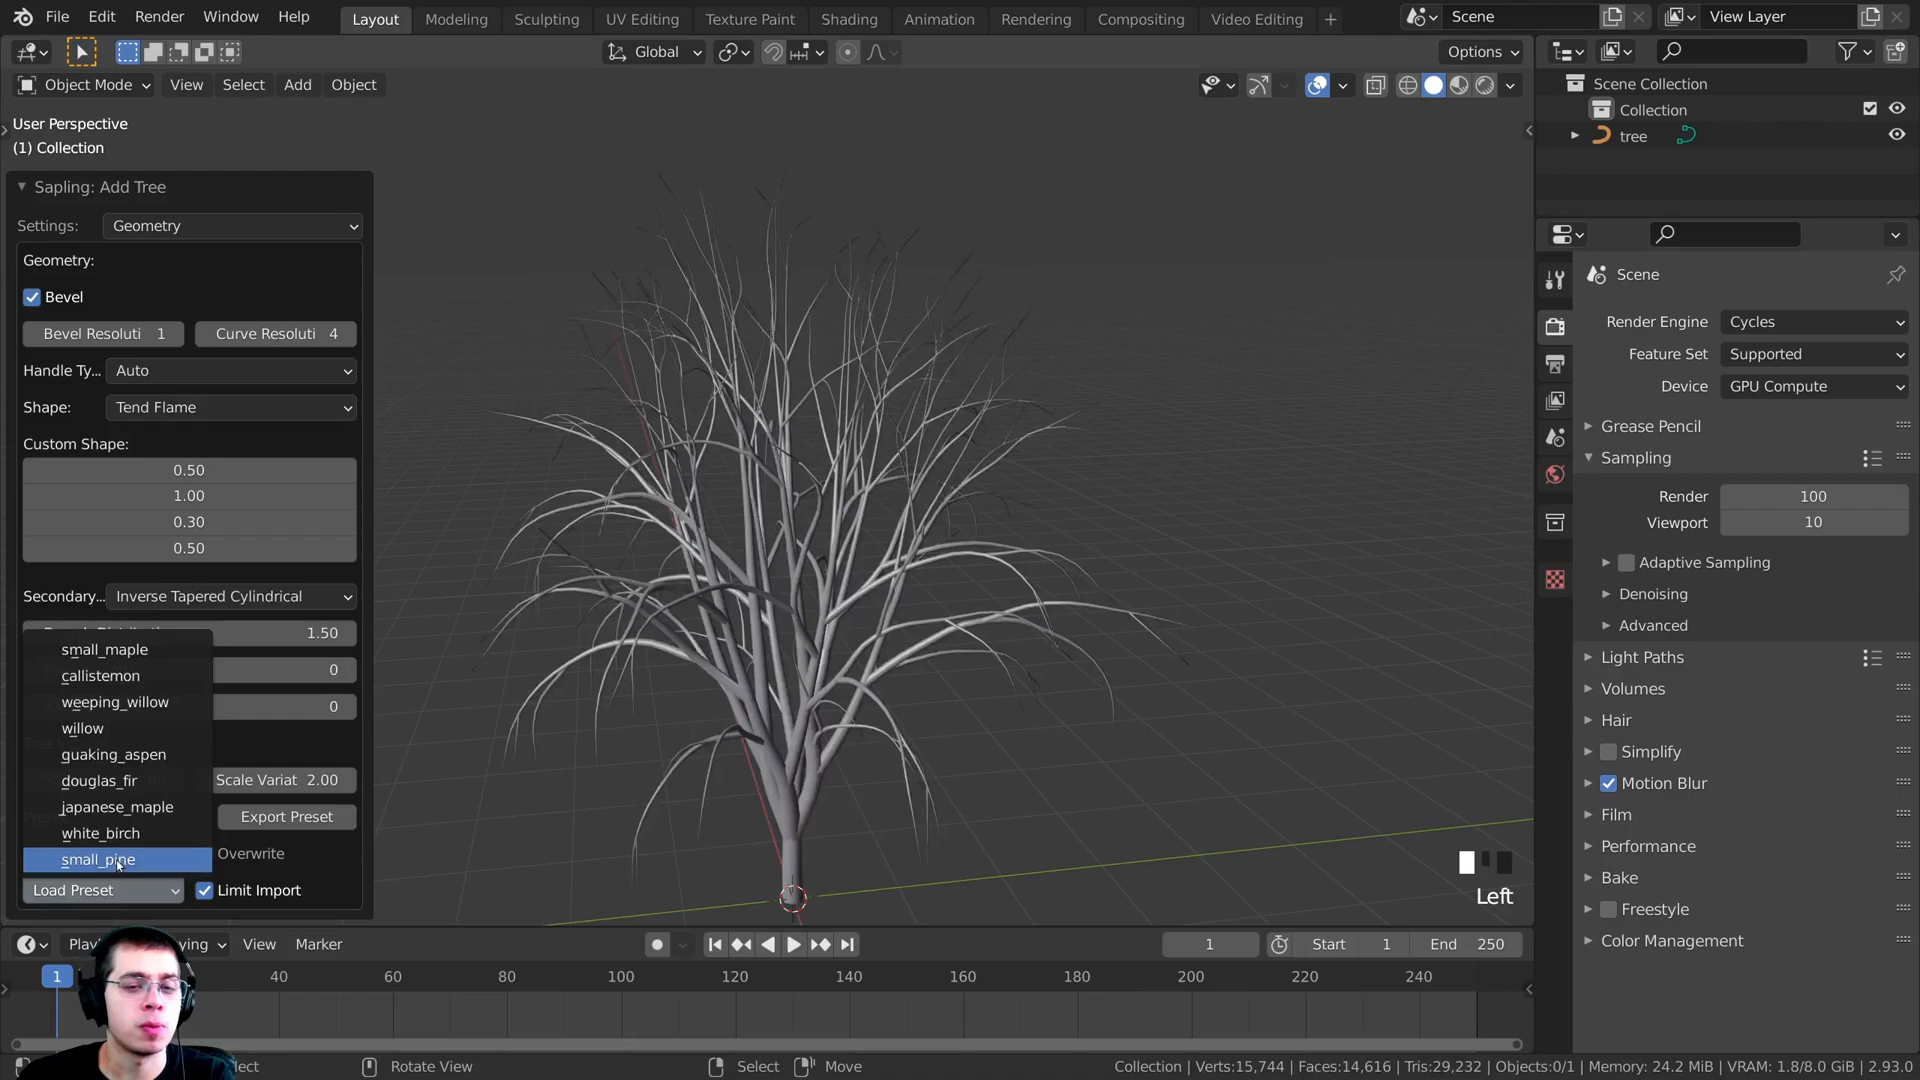 File Edit Render Window Help Layout Modeling Sculpting UV Editing Texture Paint Shading Animation Rendering Compositing Video Editing + Scene View Layer
Global Options
Object Mode View Select Add Object
User Perspective
(1) Collection
Sapling: Add Tree
Settings: Geometry
Geometry:
Bevel
Bevel Resoluti 1 Curve Resoluti 4
Handle Ty... Auto
Shape: Tend Flame
Custom Shape:
0.50
1.00
0.30
0.50
Secondary... Inverse Tapered Cylindrical
1.50
small_maple
callistemon
0
weeping_willow
0
willow
quaking_aspen
douglas_fir
Scale Variat 2.00
japanese_maple
Export Preset
white_birch
Overwrite
small_pine
Load Preset Limit Import
Left
Scene Collection
Collection
tree
Scene
Render Engine Cycles
Feature Set Supported
Device GPU Compute
Grease Pencil
Sampling
Render 100
Viewport 10
Adaptive Sampling
Denoising
Advanced
Light Paths
Volumes
Hair
Simplify
Motion Blur
Film
Performance
Bake
Freestyle
Color Management
View Marker 1 Start 1 End 250
1 40 60 80 100 120 140 160 180 200 220 240
Rotate View Select Move Collection | Verts:15,744 | Faces:14,616 | Tris:29,232 | Objects:0/1 | Memory: 24.2 MiB | VRAM: 1.8/8.0 GiB | 2.93.0